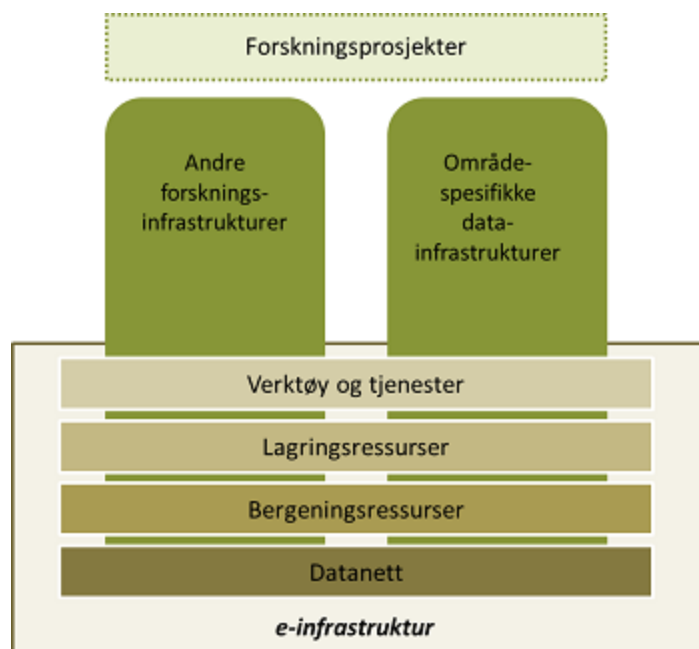 Forskningsprosjekter
Andre
forsknings-
infrastrukturer
Område-
spesifikke
data-
infrastrukturer
Verktøy og tjenester
Lagringsressurser
Bergeningsressurser
Datanett
e-infrastruktur